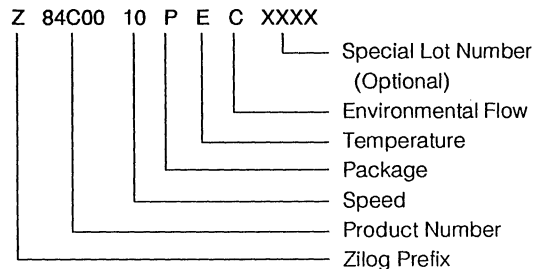 Z 84C00 10 P E C XXXX
Special Lot Number
(Optional)
Environmental Flow
Temperature
Package
Speed
Product Number
Zilog Prefix